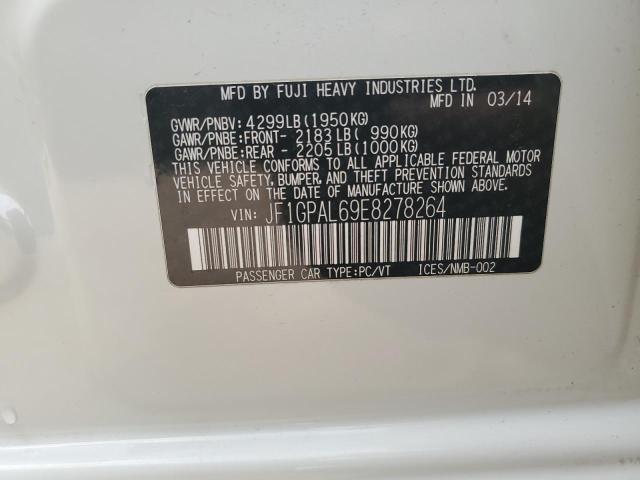 MFD BY FUJI HEAVY INDUSTRIES LTD.
MFD IN 03/14
GVWR/PNBV: 4299LB(1950KG)
GAWR/PNBE:FRONT- 2183LB( 990KG)
GAWR/PNBE:REAR - 2205LB(1000KG)
THIS VEHICLE CONFORMS TO ALL APPLICABLE FEDERAL MOTOR
VEHICLE SAFETY,BUMPER,AND THEFT PREVENTION STANDARDS
IN EFFECT ON THE DATE OF MANUFACTURE SHOWN ABOVE.
VIN: JF1GPAL69E8278264
PASSENGER CAR TYPE:PC/VT ICES/NMB-002